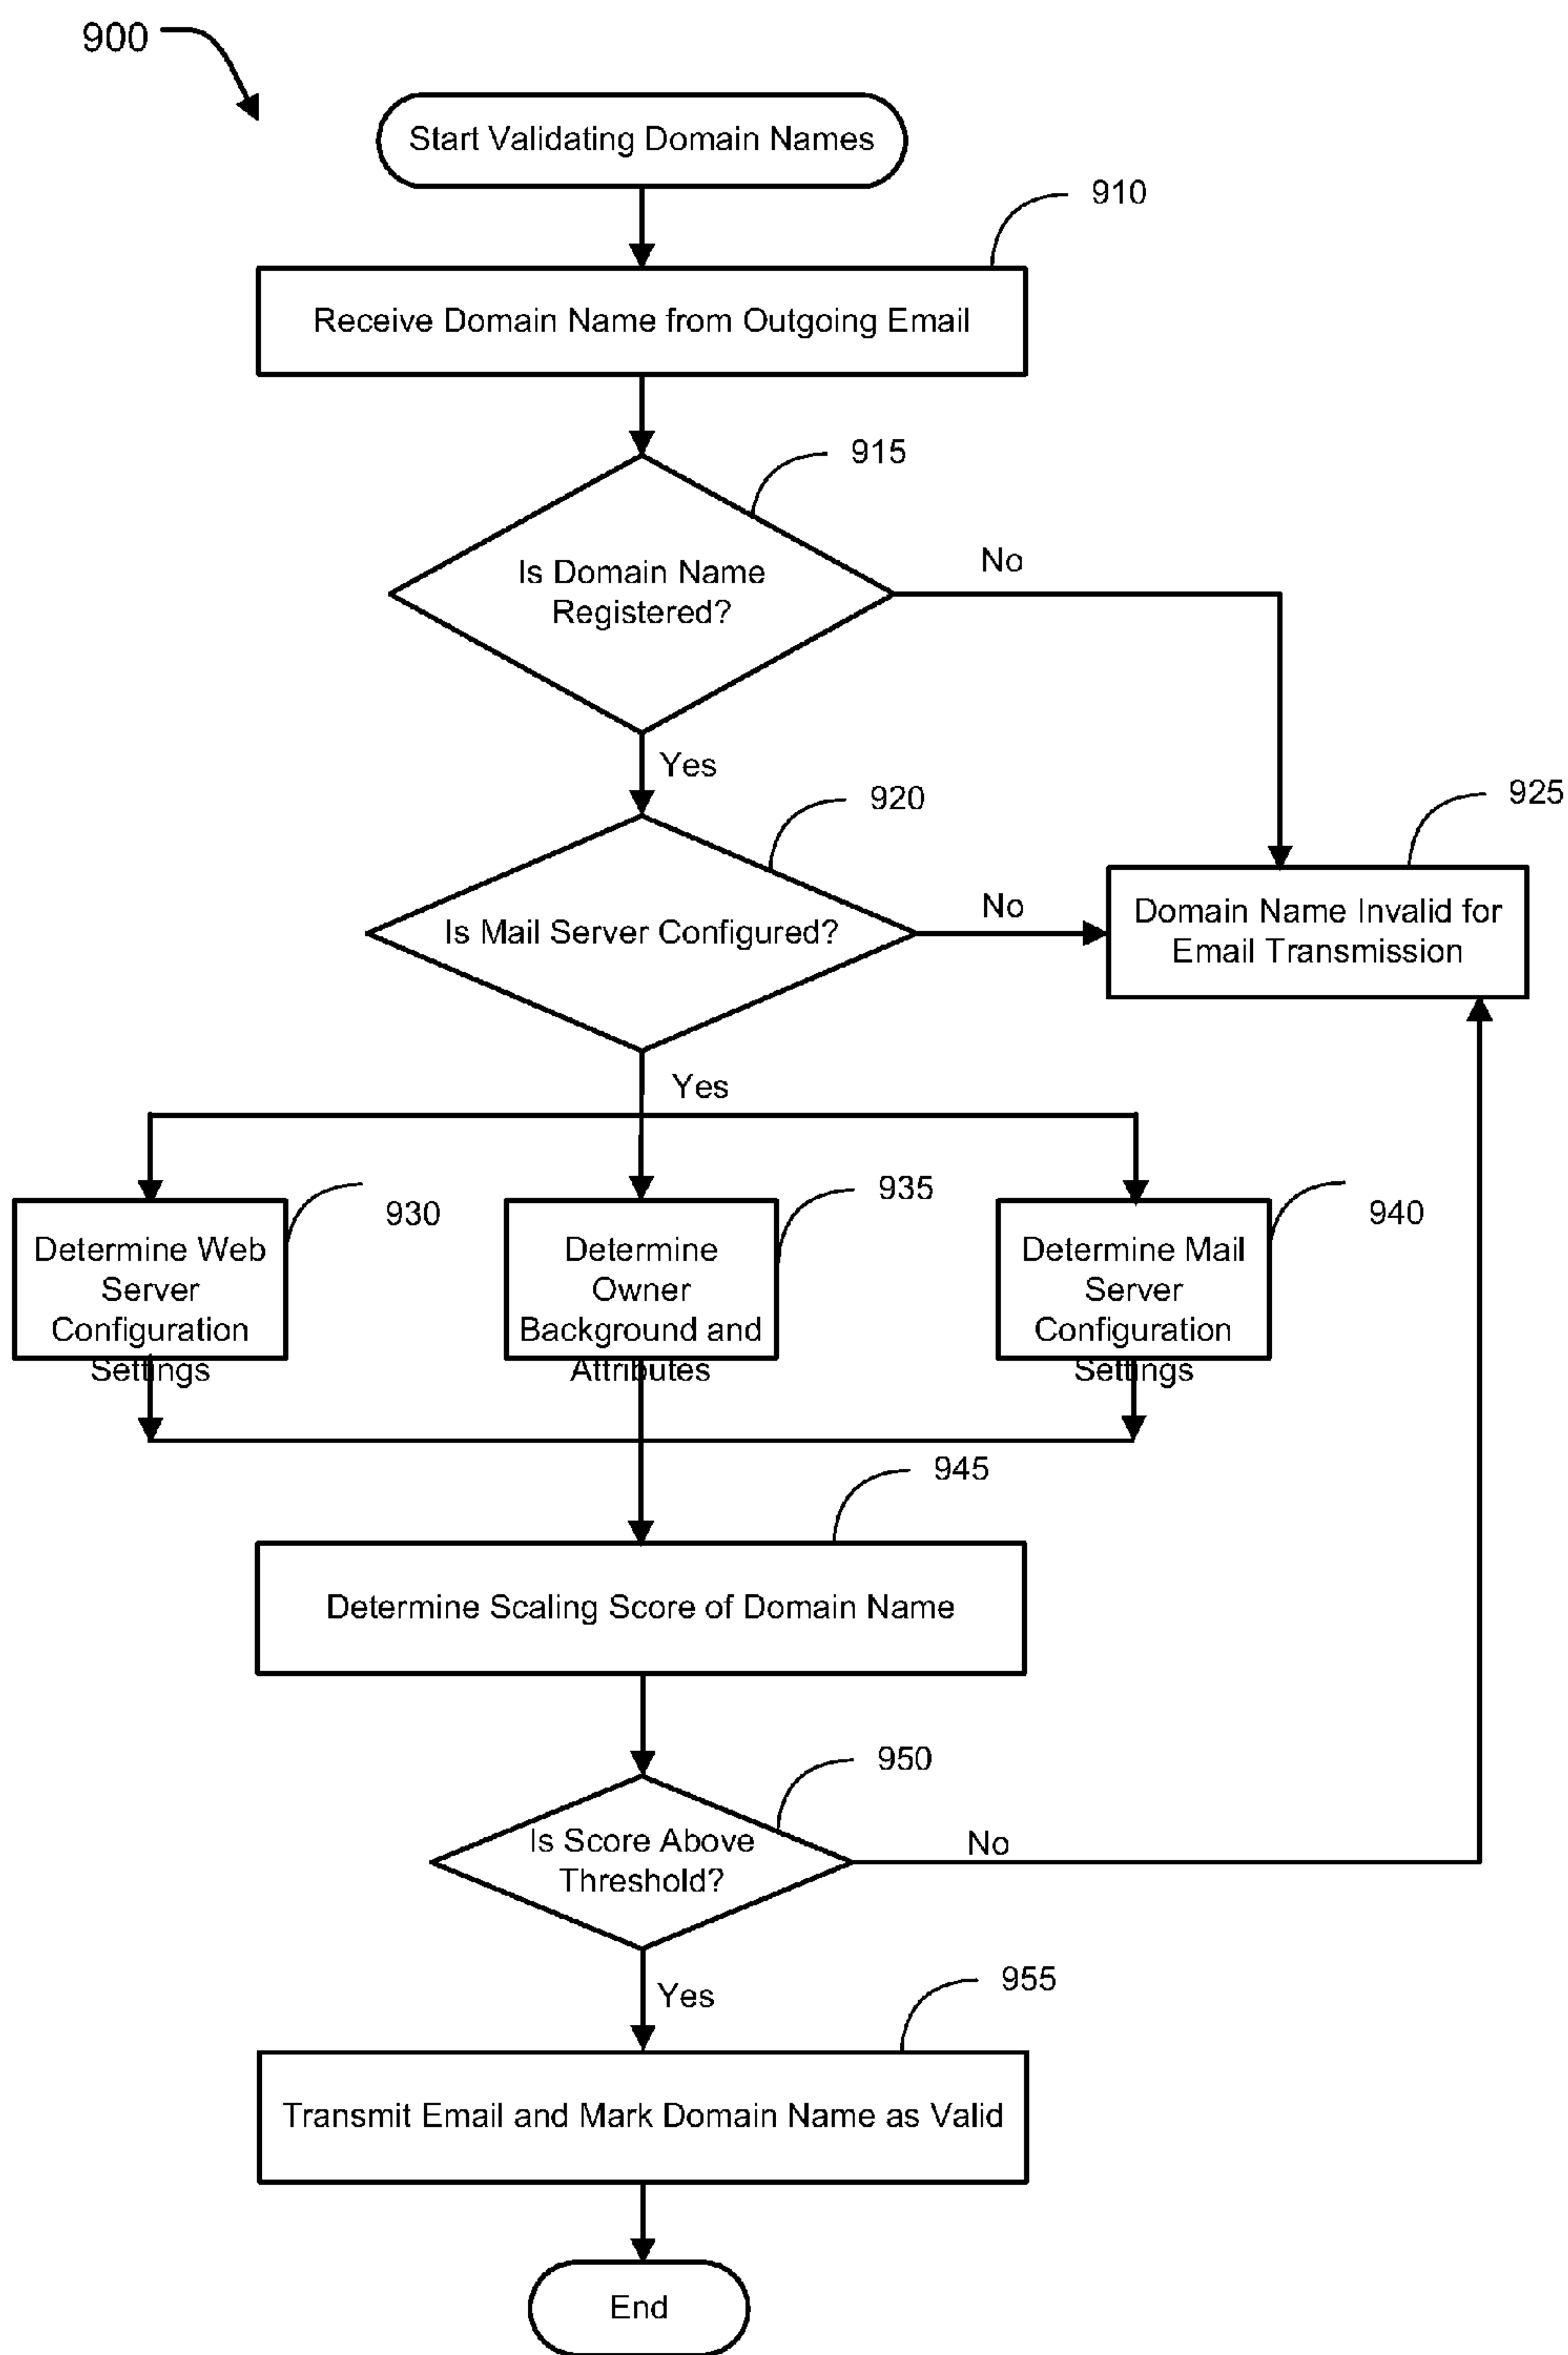 900
Start Validating Domain Names
910
Receive Domain Name from Outgoing Email
915
Is Domain Name
Registered?
No
Yes
920
925
Is Mail Server Configured?
No
Domain Name Invalid for
Email Transmission
Yes
930
Determine Web
Server
Configuration
Settings
935
Determine
Owner
Background and
Attributes
940
Determine Mail
Server
Configuration
Settings
945
Determine Scaling Score of Domain Name
950
Is Score Above
Threshold?
No
Yes
955
Transmit Email and Mark Domain Name as Valid
End